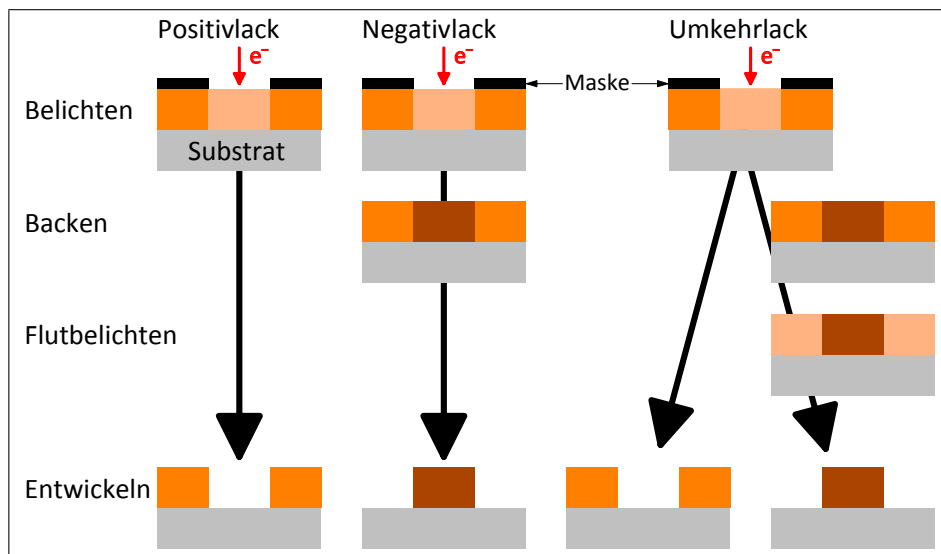 Positivlack
Negativlack
Umkehrlack
e⁻
e⁻
e⁻
Maske
Belichten
Substrat
Backen
Flutbelichten
Entwickeln